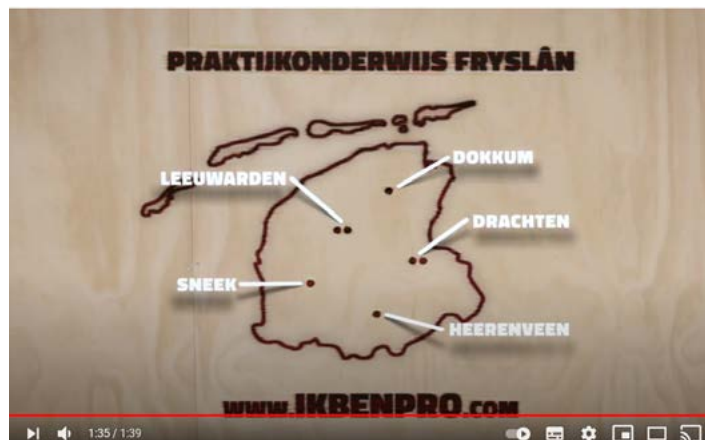 PRAKTIJKONDERWIJS FRYSLÂN
DOKKUM
LEEUWARDEN
DRACHTEN
SNEEK
HEERENVEEN
www.IKBENPRO.com
1:35 / 1:39